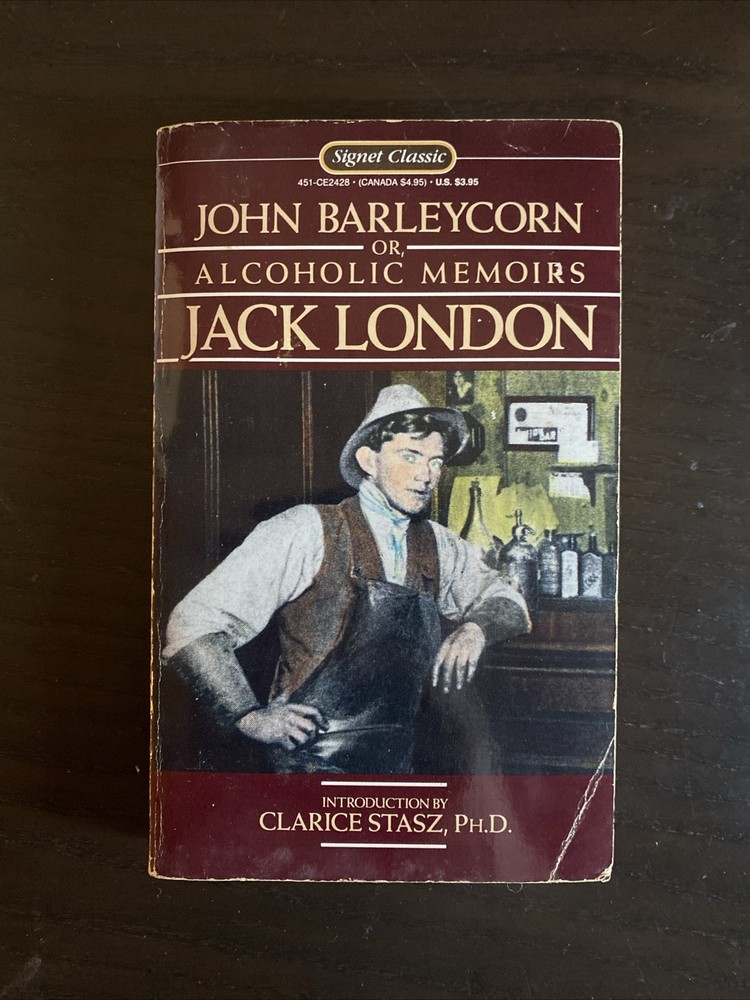 Signet Classic
451-CE2428 • (CANADA $4.95) • U.S. $3.95
JOHN BARLEYCORN
OR,
ALCOHOLIC MEMOIRS
JACK LONDON
BAR
INTRODUCTION BY
CLARICE STASZ, PH.D.